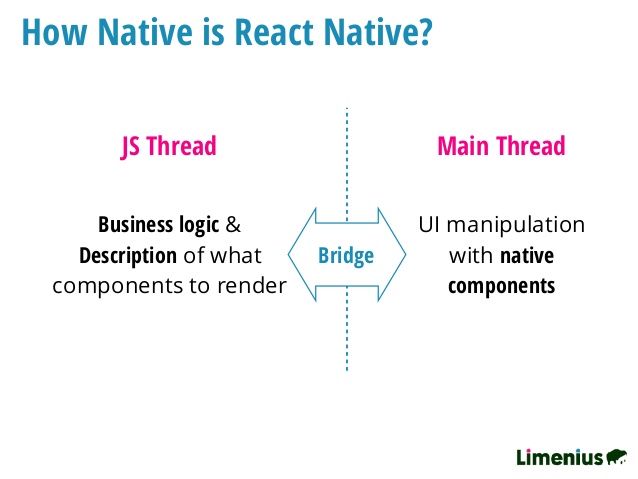 How Native is React Native?
JS Thread
Main Thread
Business logic &
Description of what
components to render
Bridge
UI manipulation
with native
components
Limenius